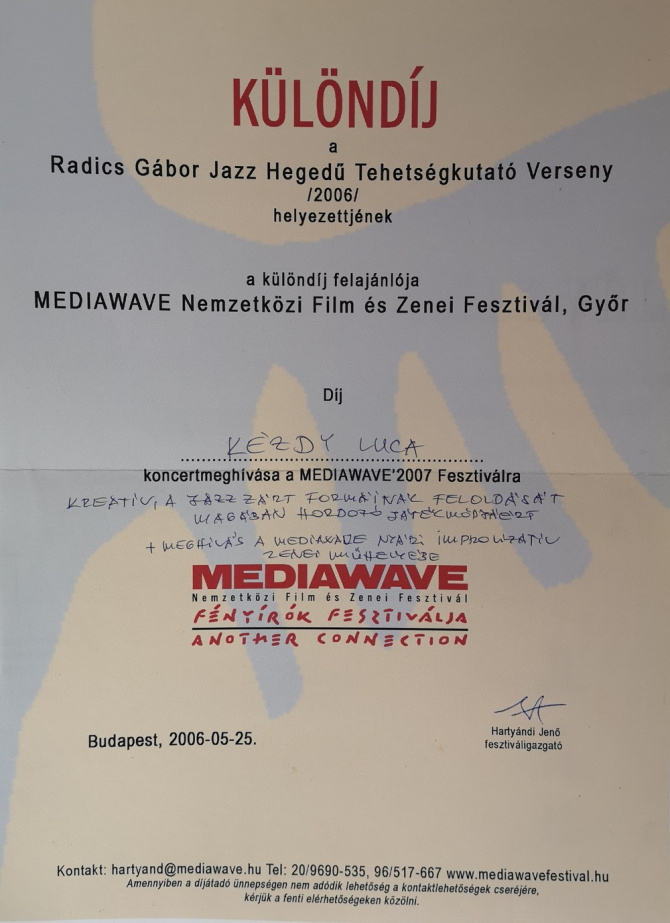 KÜLÖNDÍJ
a
Radics Gábor Jazz Hegedű Tehetségkutató Verseny
/2006/
helyezettjének
a különdíj felajánlója
MEDIAWAVE Nemzetközi Film és Zenei Fesztivál, Győr
Díj
KÉZDY LUCA
koncertmeghívása a MEDIAWAVE'2007 Fesztiválra
KREATÍV, A JAZZ ZÁRT FORMÁINAK FELOLDÁSÁT
MAGÁBAN HORDOZÓ JÁTÉKMÓDJÁÉRT
+ MEGHÍVÁS A MEDIAWAVE NYÁRI IMPROVIZATÍV
ZENEI MŰHELYÉBE
MEDIAWAVE
Nemzetközi Film és Zenei Fesztivál
FÉNYÍRÓK FESZTIVÁLJA
ANOTHER CONNECTION
Budapest, 2006-05-25.
Hartyándi Jenő
fesztiváligazgató
Kontakt: hartyand@mediawave.hu Tel: 20/9690-535, 96/517-667 www.mediawavefestival.hu
Amennyiben a díjátadó ünnepségen nem adódik lehetőség a kontaktlehetőségek cseréjére,
kérjük a fenti elérhetőségeken közölni.